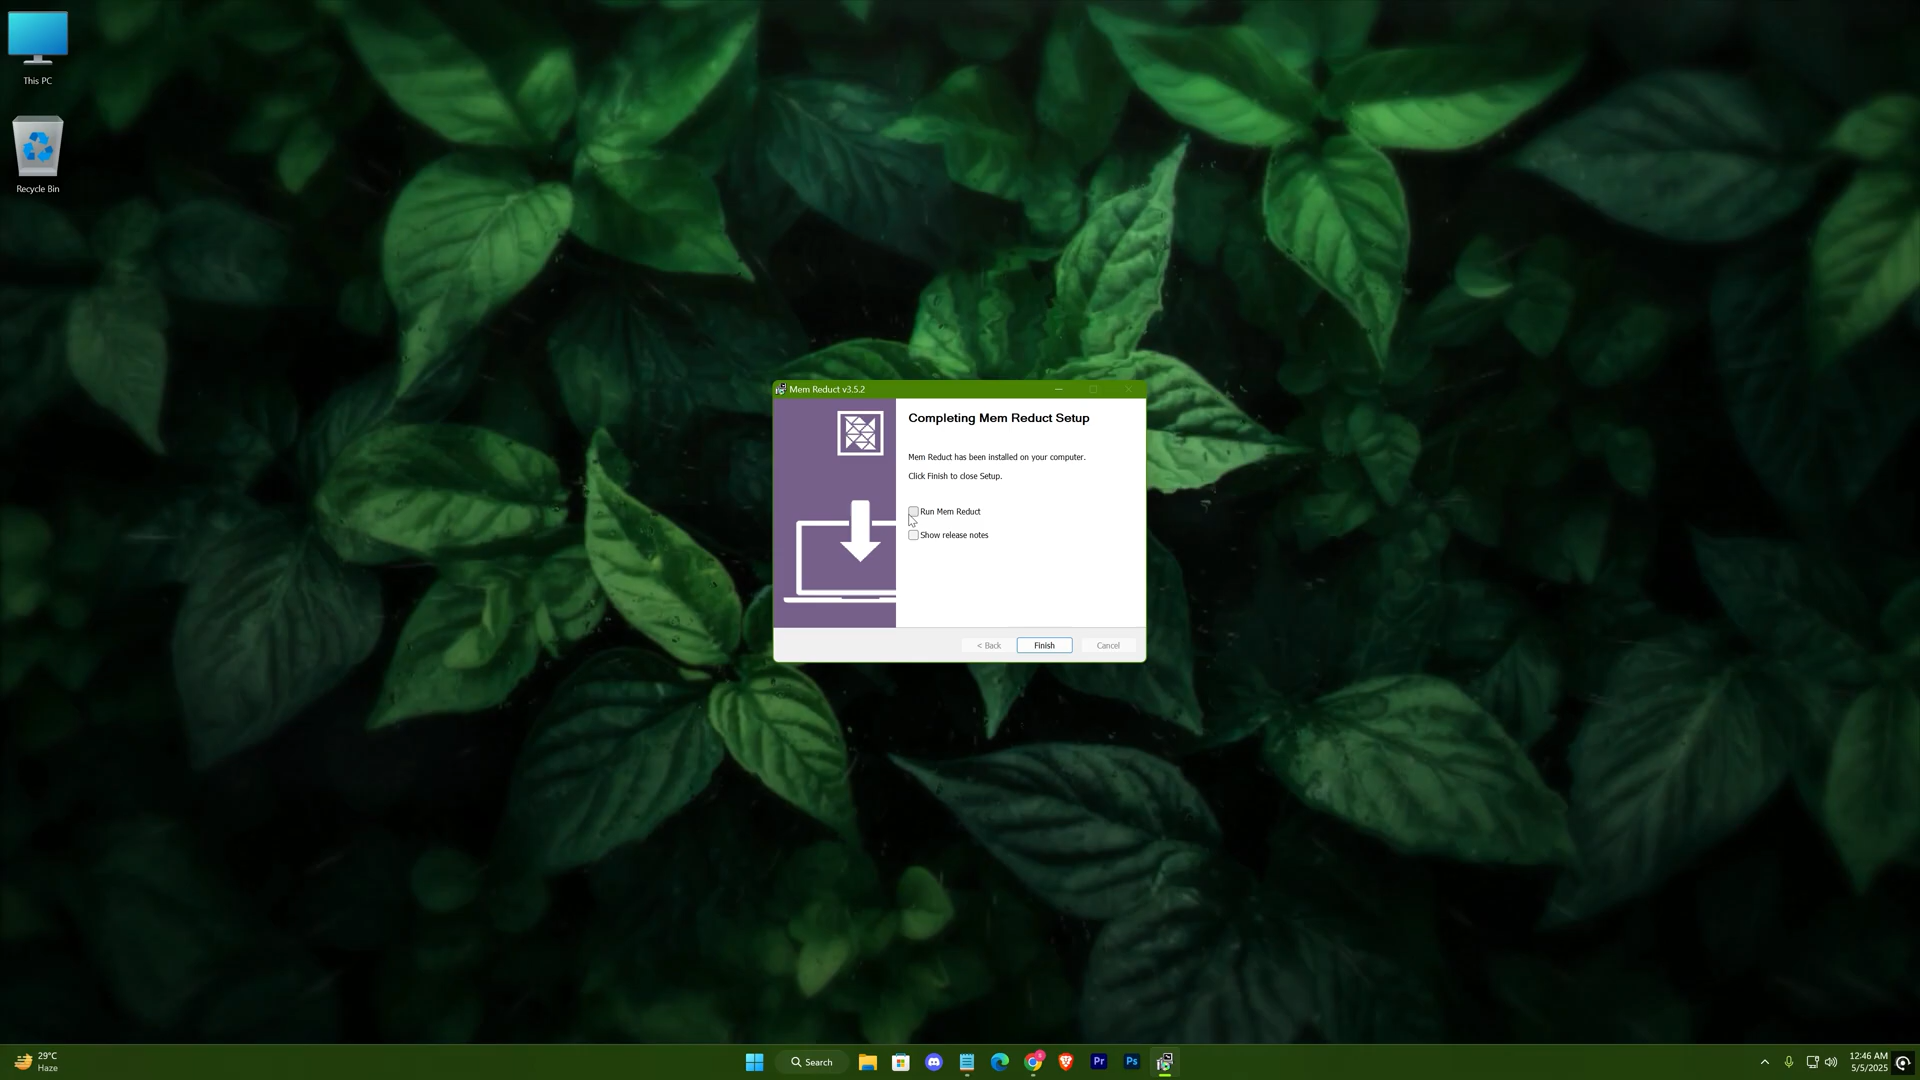 This PC
Recycle Bin
Mem Reduct v3.5.2
Completing Mem Reduct Setup
Mem Reduct has been installed on your computer.
Click Finish to close Setup.
Run Mem Reduct
Show release notes
< Back
Finish
Cancel
29°C
Haze
Search
Pr
Ps
12:46 AM
5/5/2025